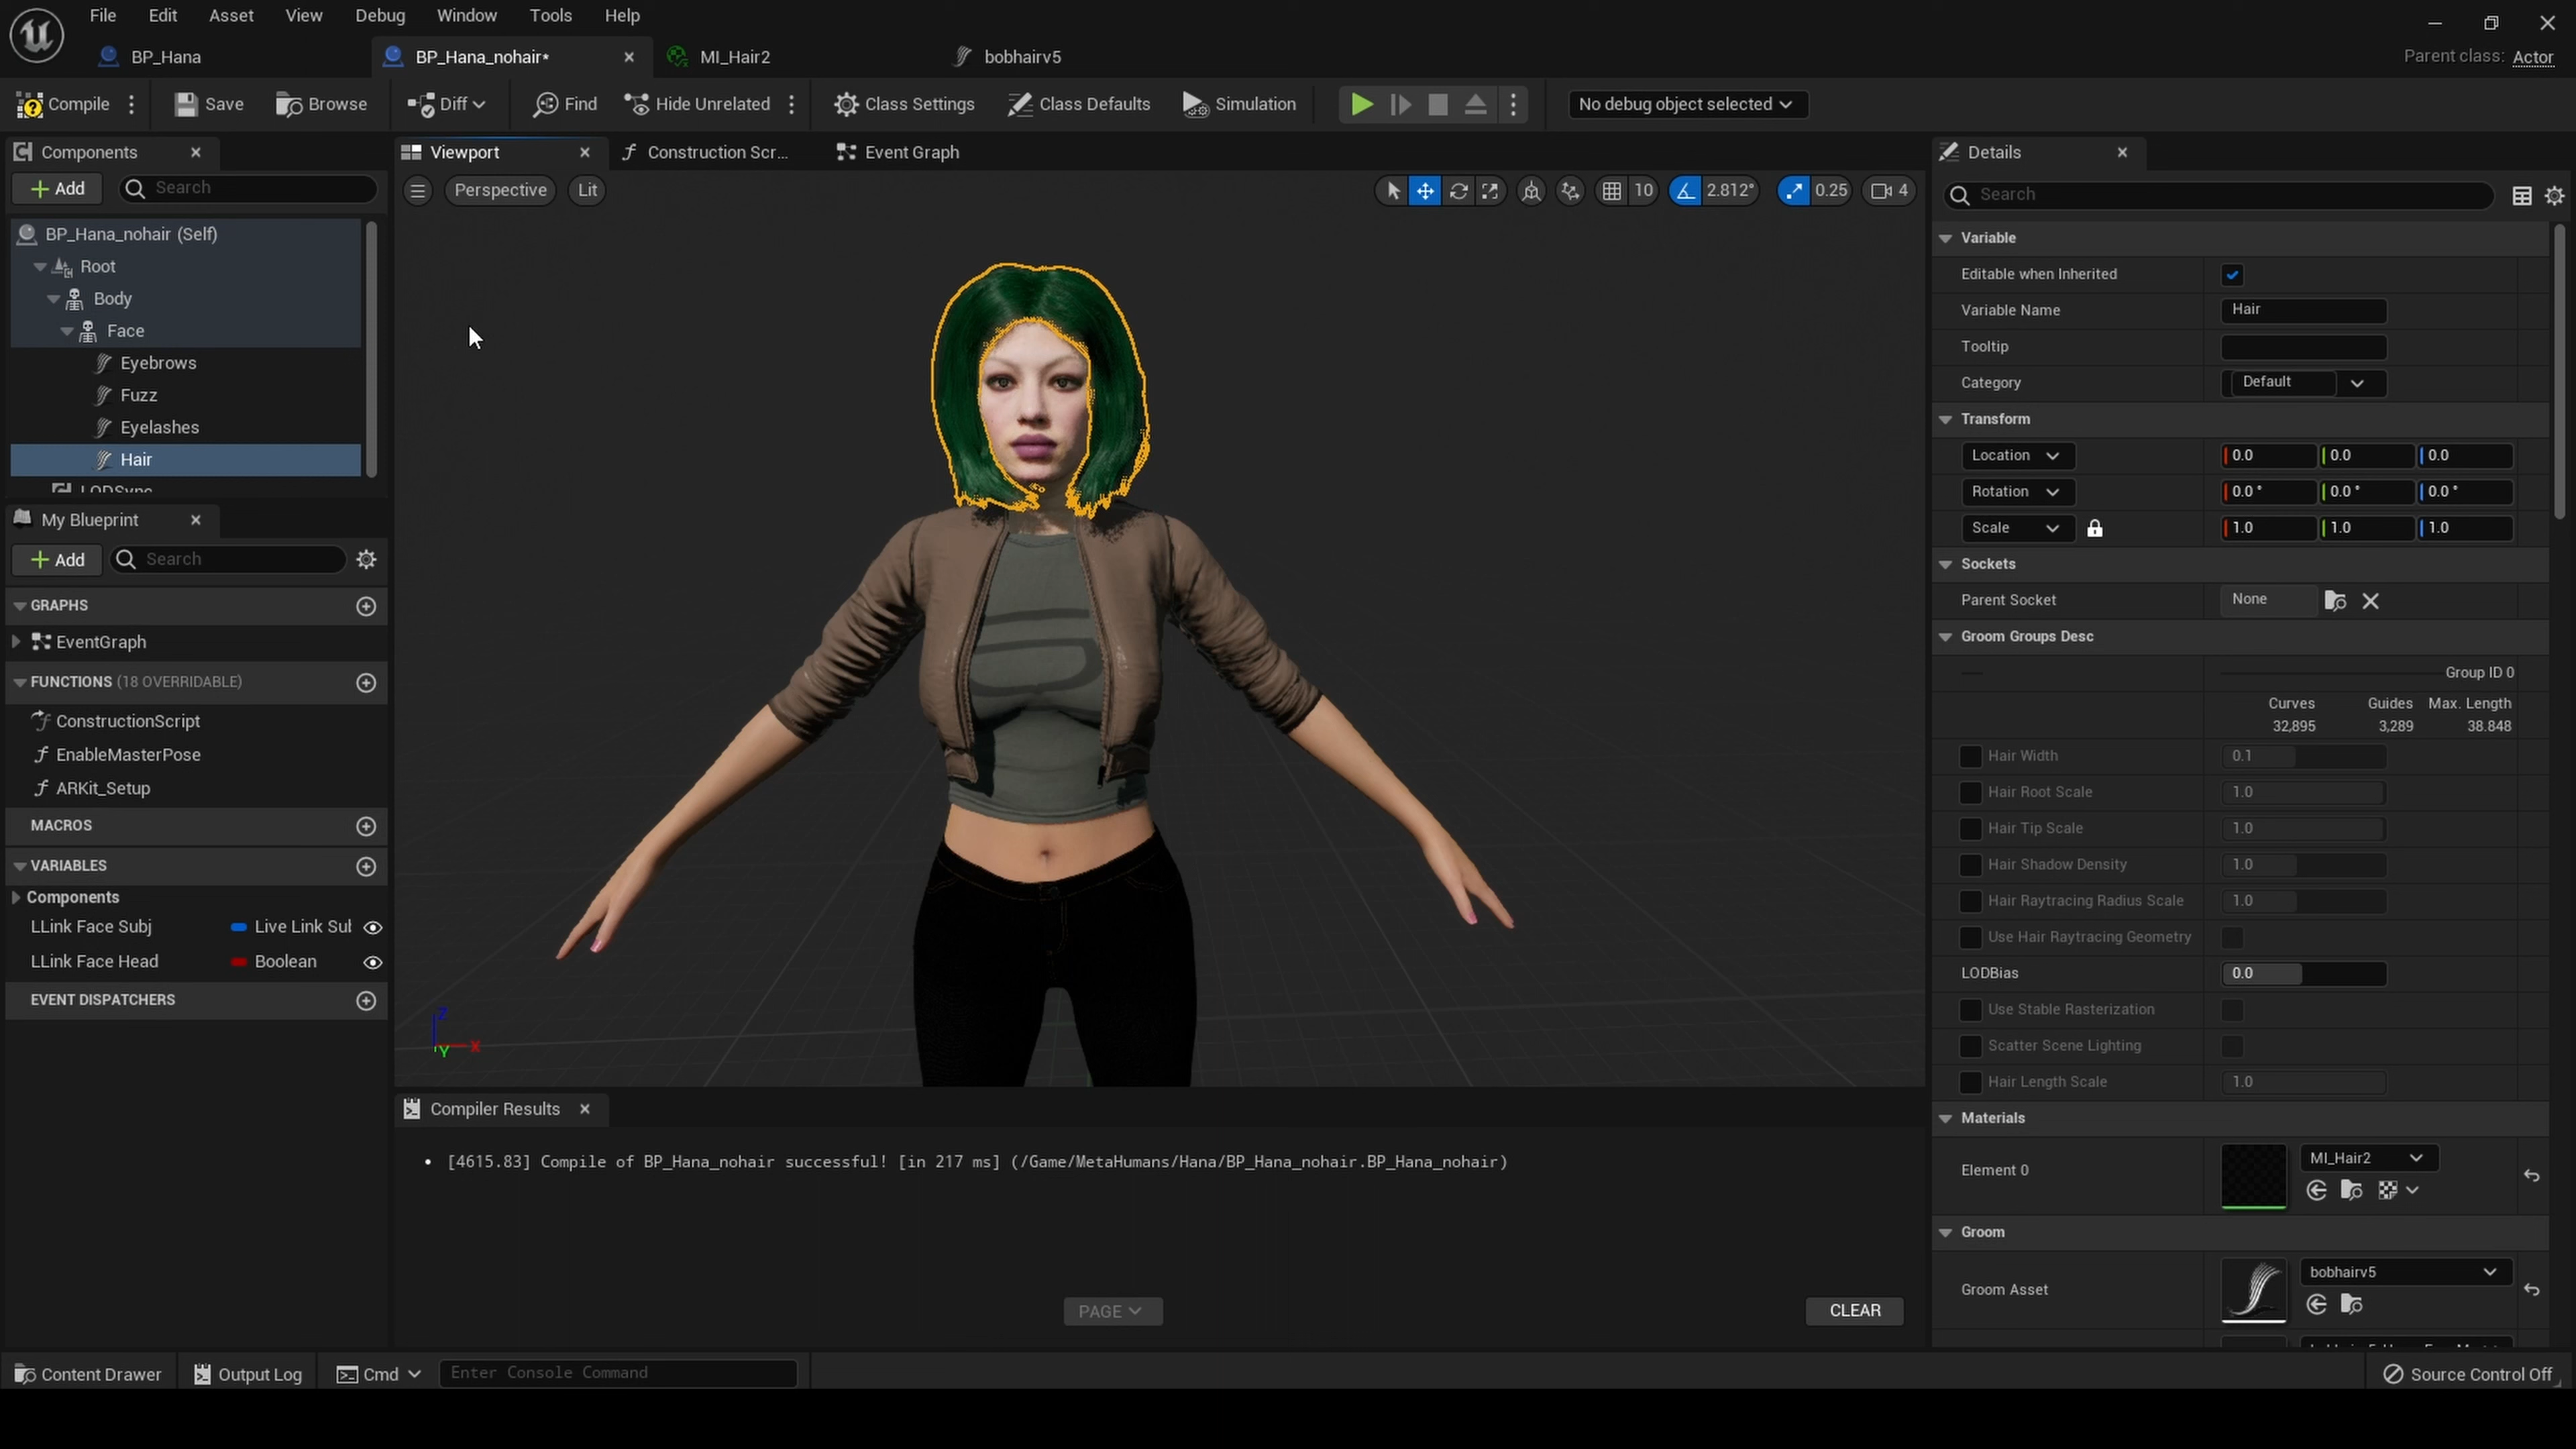 File Edit Asset View Debug Window Tools Help
BP_Hana BP_Hana_nohair* MI_Hair2 bobhairv5 Parent class: Actor
Compile Save Browse Diff Find Hide Unrelated Class Settings Class Defaults Simulation No debug object selected
Components
Add Search
BP_Hana_nohair (Self)
Root
Body
Face
Eyebrows
Fuzz
Eyelashes
Hair
LODSync
My Blueprint
Add Search
GRAPHS
EventGraph
FUNCTIONS (18 OVERRIDABLE)
ConstructionScript
EnableMasterPose
ARKit_Setup
MACROS
VARIABLES
Components
LLink Face Subj Live Link Sul
LLink Face Head Boolean
EVENT DISPATCHERS
Viewport Construction Scr... Event Graph
Perspective Lit 10 2.812° 0.25 4
Z
Y X
Compiler Results
[4615.83] Compile of BP_Hana_nohair successful! [in 217 ms] (/Game/MetaHumans/Hana/BP_Hana_nohair.BP_Hana_nohair)
PAGE CLEAR
Details
Search
Variable
Editable when Inherited
Variable Name Hair
Tooltip
Category Default
Transform
Location 0.0 0.0 0.0
Rotation 0.0 ° 0.0 ° 0.0 °
Scale 1.0 1.0 1.0
Sockets
Parent Socket None
Groom Groups Desc
Group ID 0
Curves Guides Max. Length
32,895 3,289 38.848
Hair Width 0.1
Hair Root Scale 1.0
Hair Tip Scale 1.0
Hair Shadow Density 1.0
Hair Raytracing Radius Scale 1.0
Use Hair Raytracing Geometry
LODBias 0.0
Use Stable Rasterization
Scatter Scene Lighting
Hair Length Scale 1.0
Materials
Element 0 MI_Hair2
Groom
Groom Asset bobhairv5
Content Drawer Output Log Cmd Enter Console Command Source Control Off